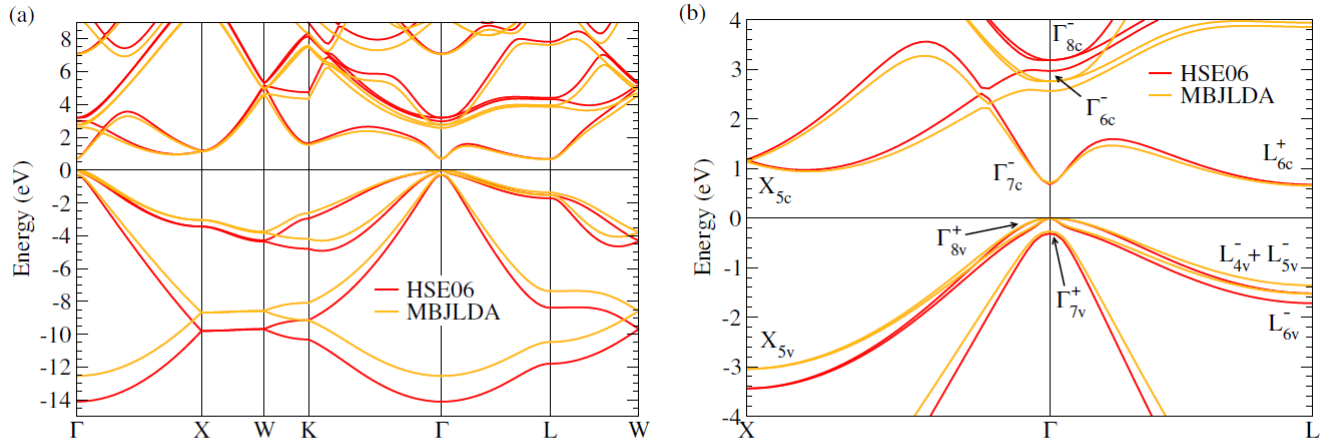 (a)
8
6
4
2
0
-2
-4
-6
-8
-10
-12
-14
Energy (eV)
HSE06
MBJLDA
Γ X W K Γ L W
(b)
4
3
2
1
0
-1
-2
-3
-4
Energy (eV)
Γ₈c⁻
HSE06
MBJLDA
Γ₆c⁻
Γ₇c⁻
L₆c⁺
X₅c
Γ₈v⁺
L₄v⁻ + L₅v⁻
Γ₇v⁺
L₆v⁻
X₅v
X Γ L